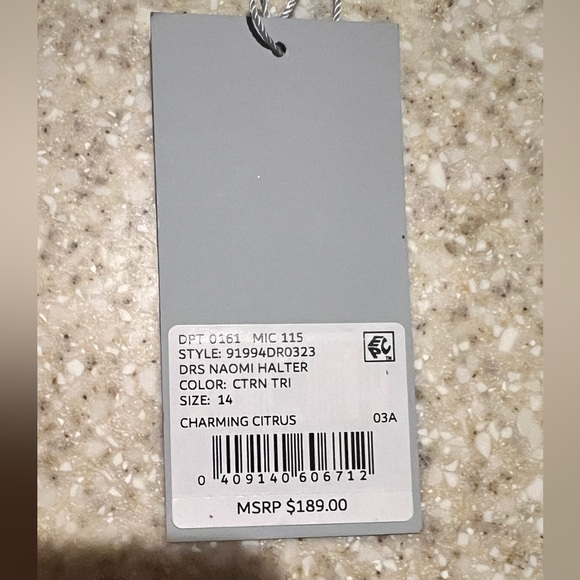 DPT 0161 MIC 115
STYLE: 91994DR0323
DRS NAOMI HALTER
COLOR: CTRN TRI
SIZE: 14
EPC
CHARMING CITRUS 03A
0 409140 606712
MSRP $189.00